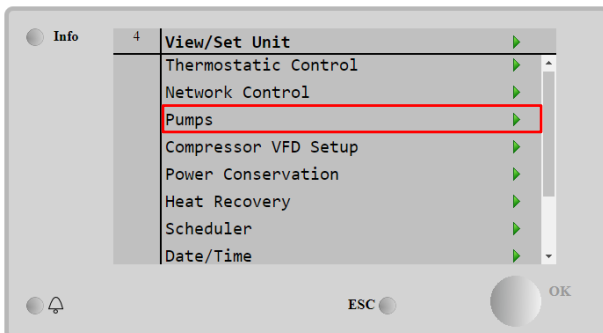 Info
4 View/Set Unit
Thermostatic Control
Network Control
Pumps
Compressor VFD Setup
Power Conservation
Heat Recovery
Scheduler
Date/Time
ESC
OK